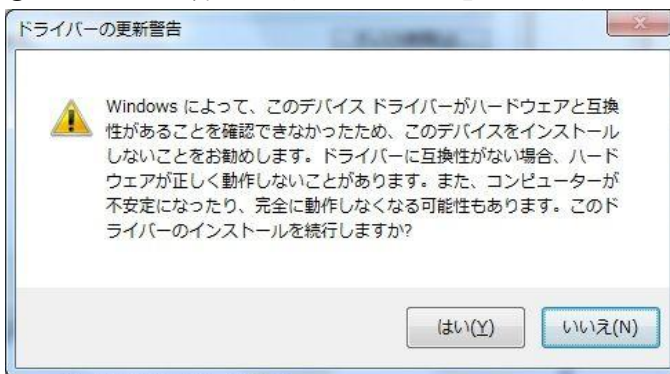 ドライバーの更新警告
Windows によって、このデバイス ドライバーがハードウェアと互換
性があることを確認できなかったため、このデバイスをインストール
しないことをお勧めします。ドライバーに互換性がない場合、ハード
ウェアが正しく動作しないことがあります。また、コンピューターが
不安定になったり、完全に動作しなくなる可能性もあります。このド
ライバーのインストールを続行しますか?
はい(Y)
いいえ(N)